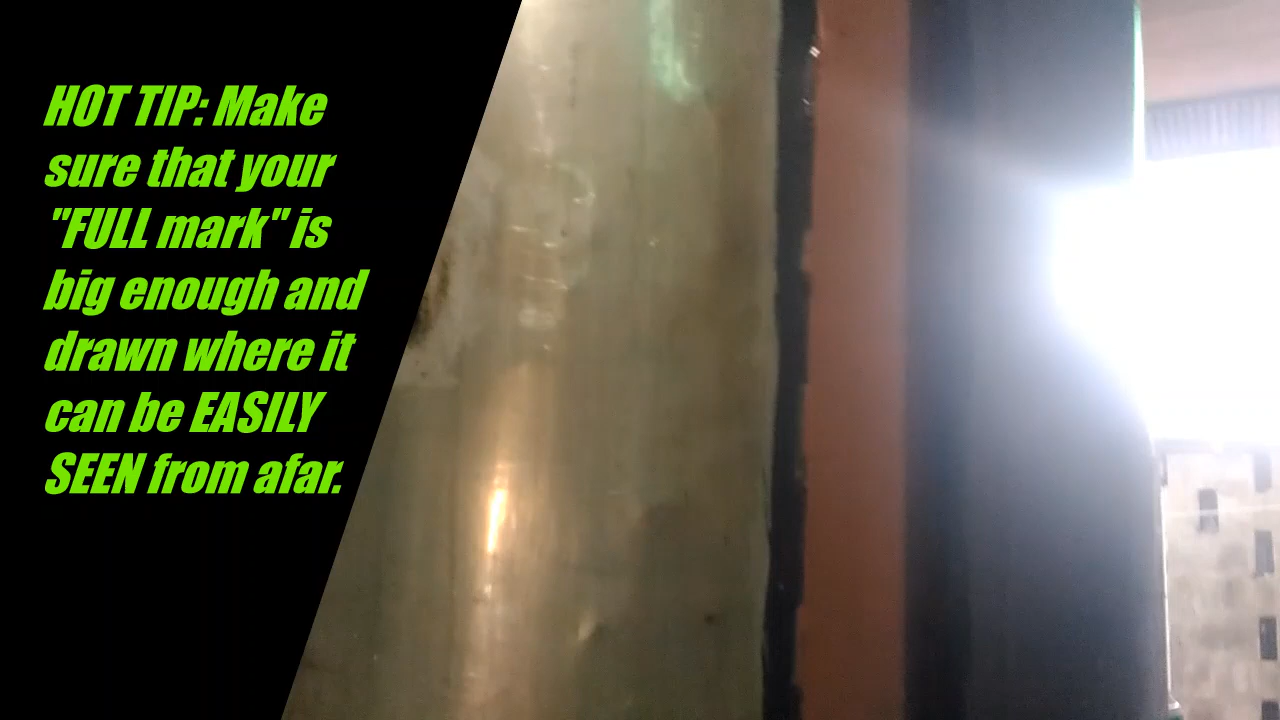 HOT TIP: Make
sure that your
"FULL mark" is
big enough and
drawn where it
can be EASILY
SEEN from afar.